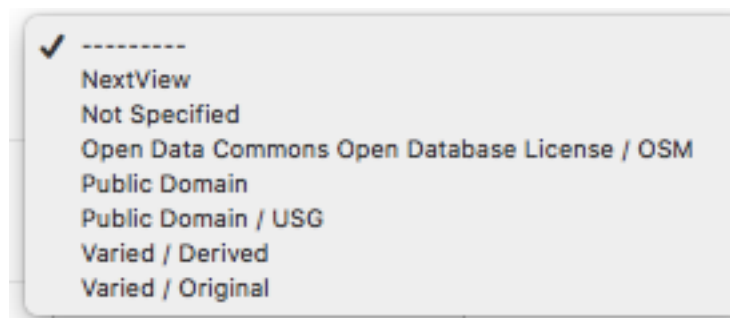 ✓ ---------
NextView
Not Specified
Open Data Commons Open Database License / OSM
Public Domain
Public Domain / USG
Varied / Derived
Varied / Original